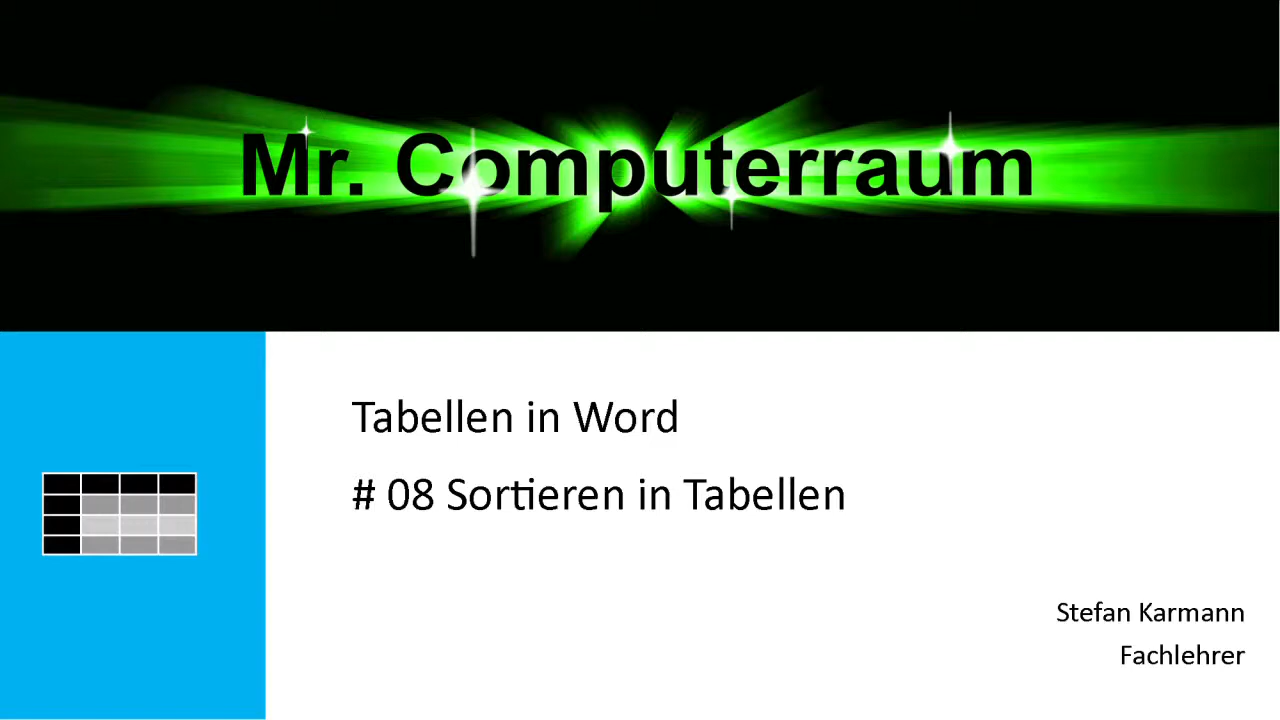 Mr. Computerraum
Tabellen in Word
# 08 Sortieren in Tabellen
Stefan Karmann
Fachlehrer